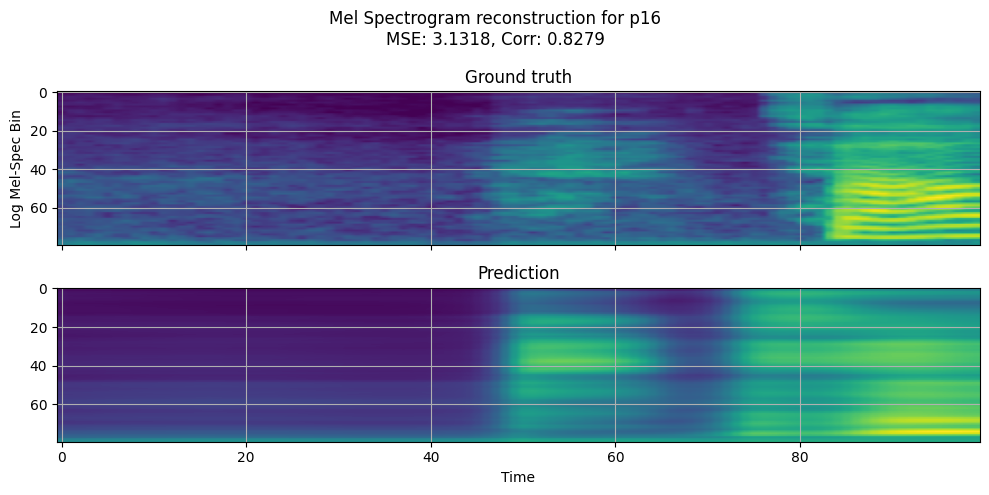 Mel Spectrogram reconstruction for p16
MSE: 3.1318, Corr: 0.8279
Ground truth
Log Mel-Spec Bin
0
20
40
60
Prediction
0
20
40
60
0 20 40 60 80
Time